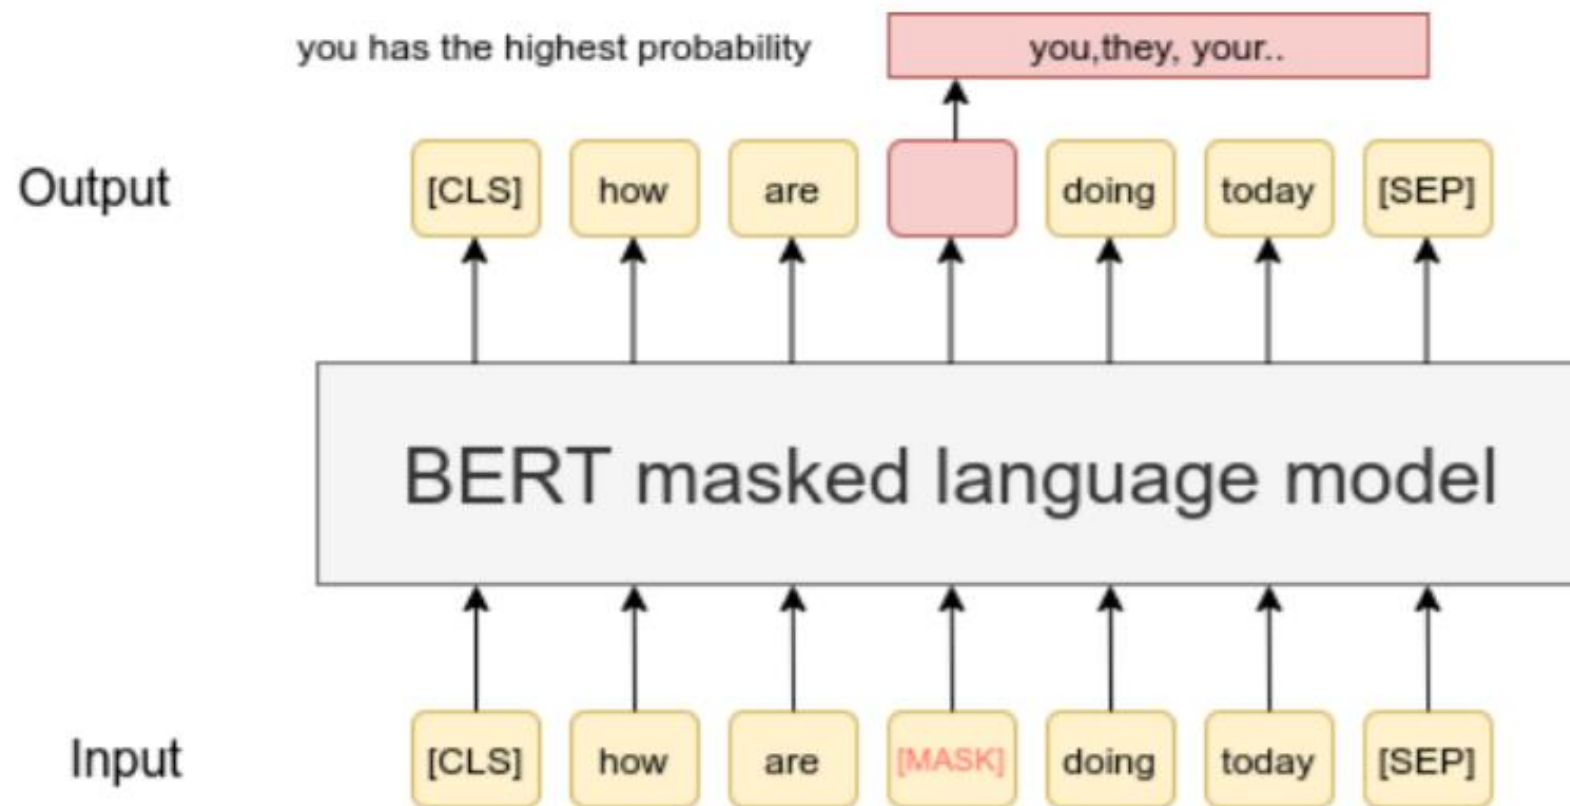 you has the highest probability you,they, your..
Output [CLS] how are doing today [SEP]
BERT masked language model
Input [CLS] how are [MASK] doing today [SEP]